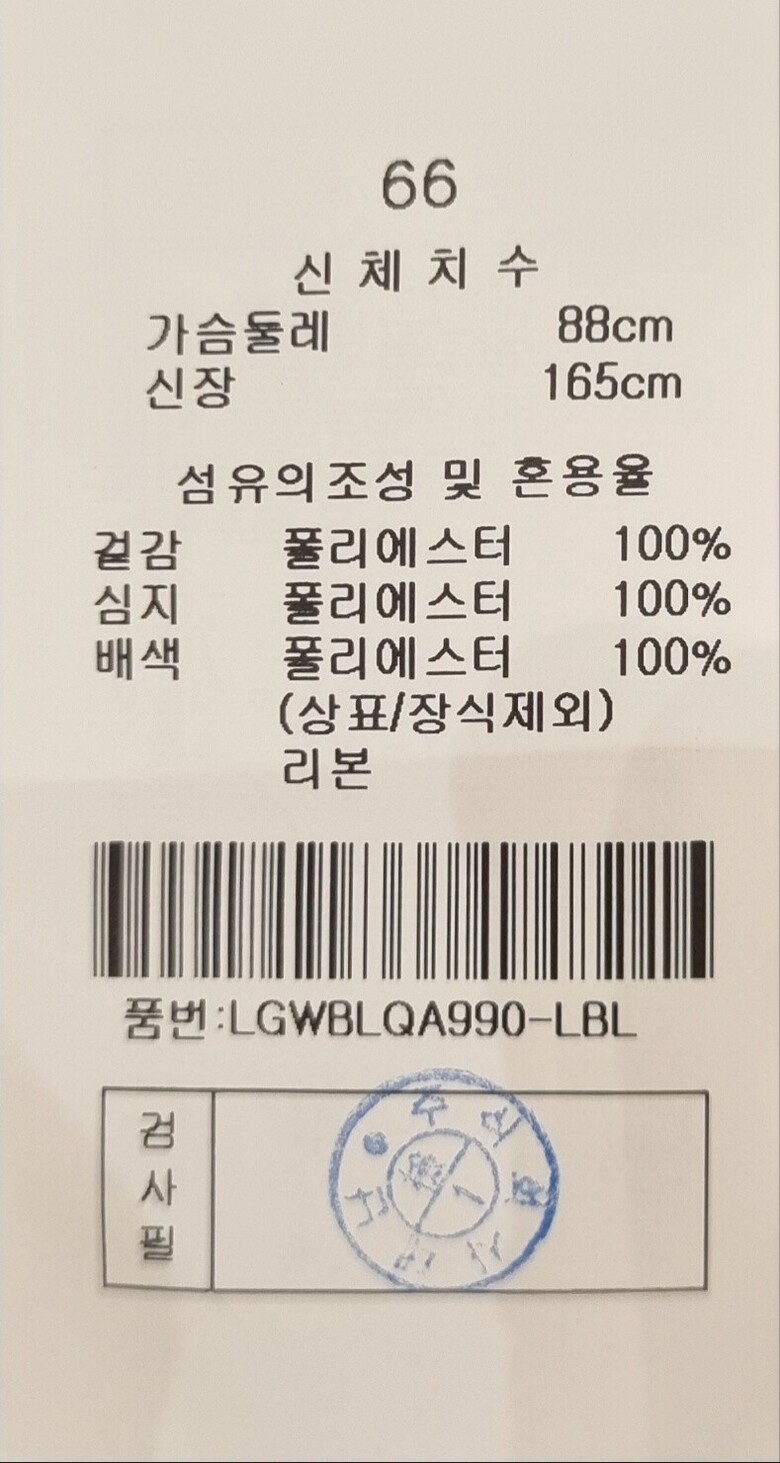 66
신체치수
가슴둘레 88cm
신장 165cm
섬유의조성 및 혼용율
겉감 폴리에스터 100%
심지 폴리에스터 100%
배색 폴리에스터 100%
(상표/장식제외)
리본
품번:LGWBLQA990-LBL
검사필